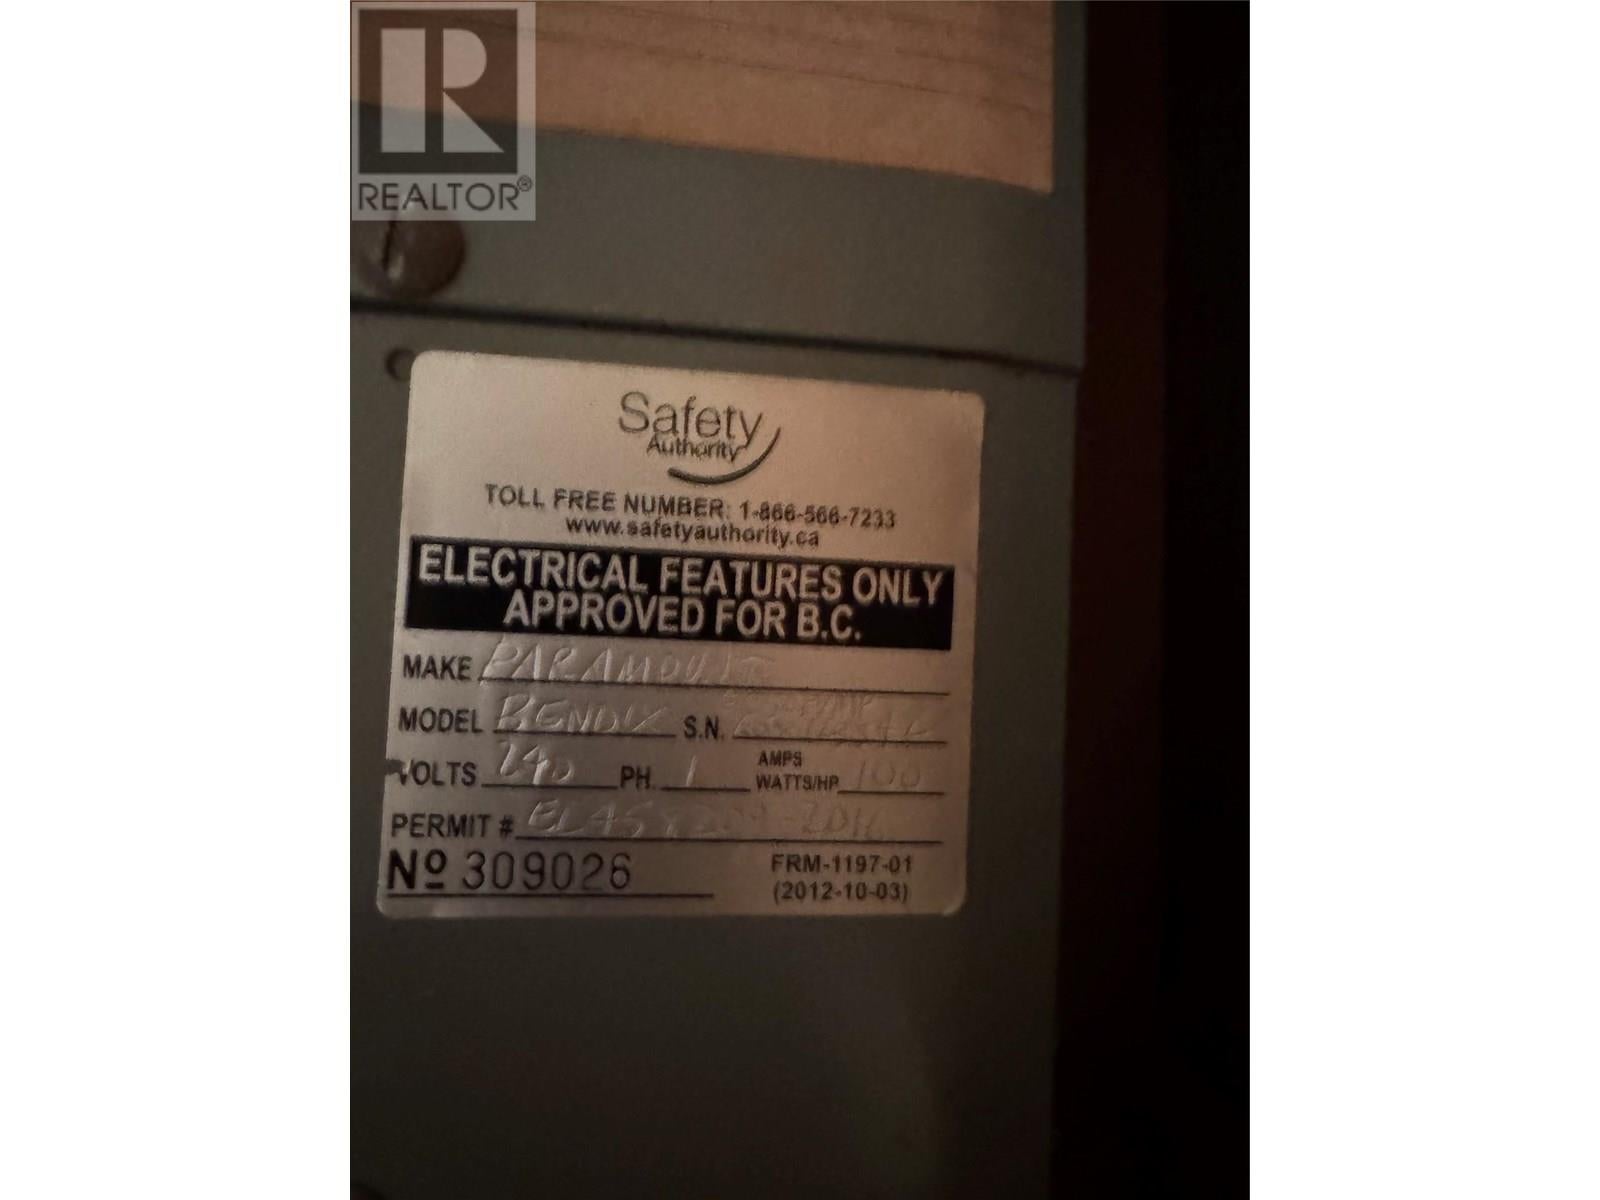 REALTOR®
Safety
Authority
TOLL FREE NUMBER: 1-866-566-7233
www.safetyauthority.ca
ELECTRICAL FEATURES ONLY
APPROVED FOR B.C.
MAKE PARAMOUNT
MODEL BENDIX S.N.
VOLTS 240 PH. 1 AMPS WATTS/HP 100
PERMIT #
Nº 309026 FRM-1197-01
(2012-10-03)